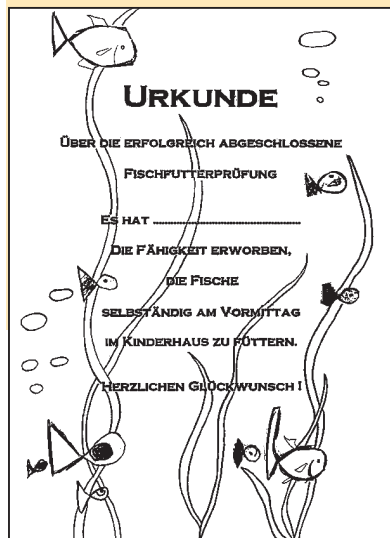 URKUNDE
ÜBER DIE ERFOLGREICH ABGESCHLOSSENE
FISCHFUTTERPRÜFUNG
ES HAT ........................................
DIE FÄHIGKEIT ERWORBEN,
DIE FISCHE
SELBSTÄNDIG AM VORMITTAG
IM KINDERHAUS ZU FÜTTERN.
HERZLICHEN GLÜCKWUNSCH !